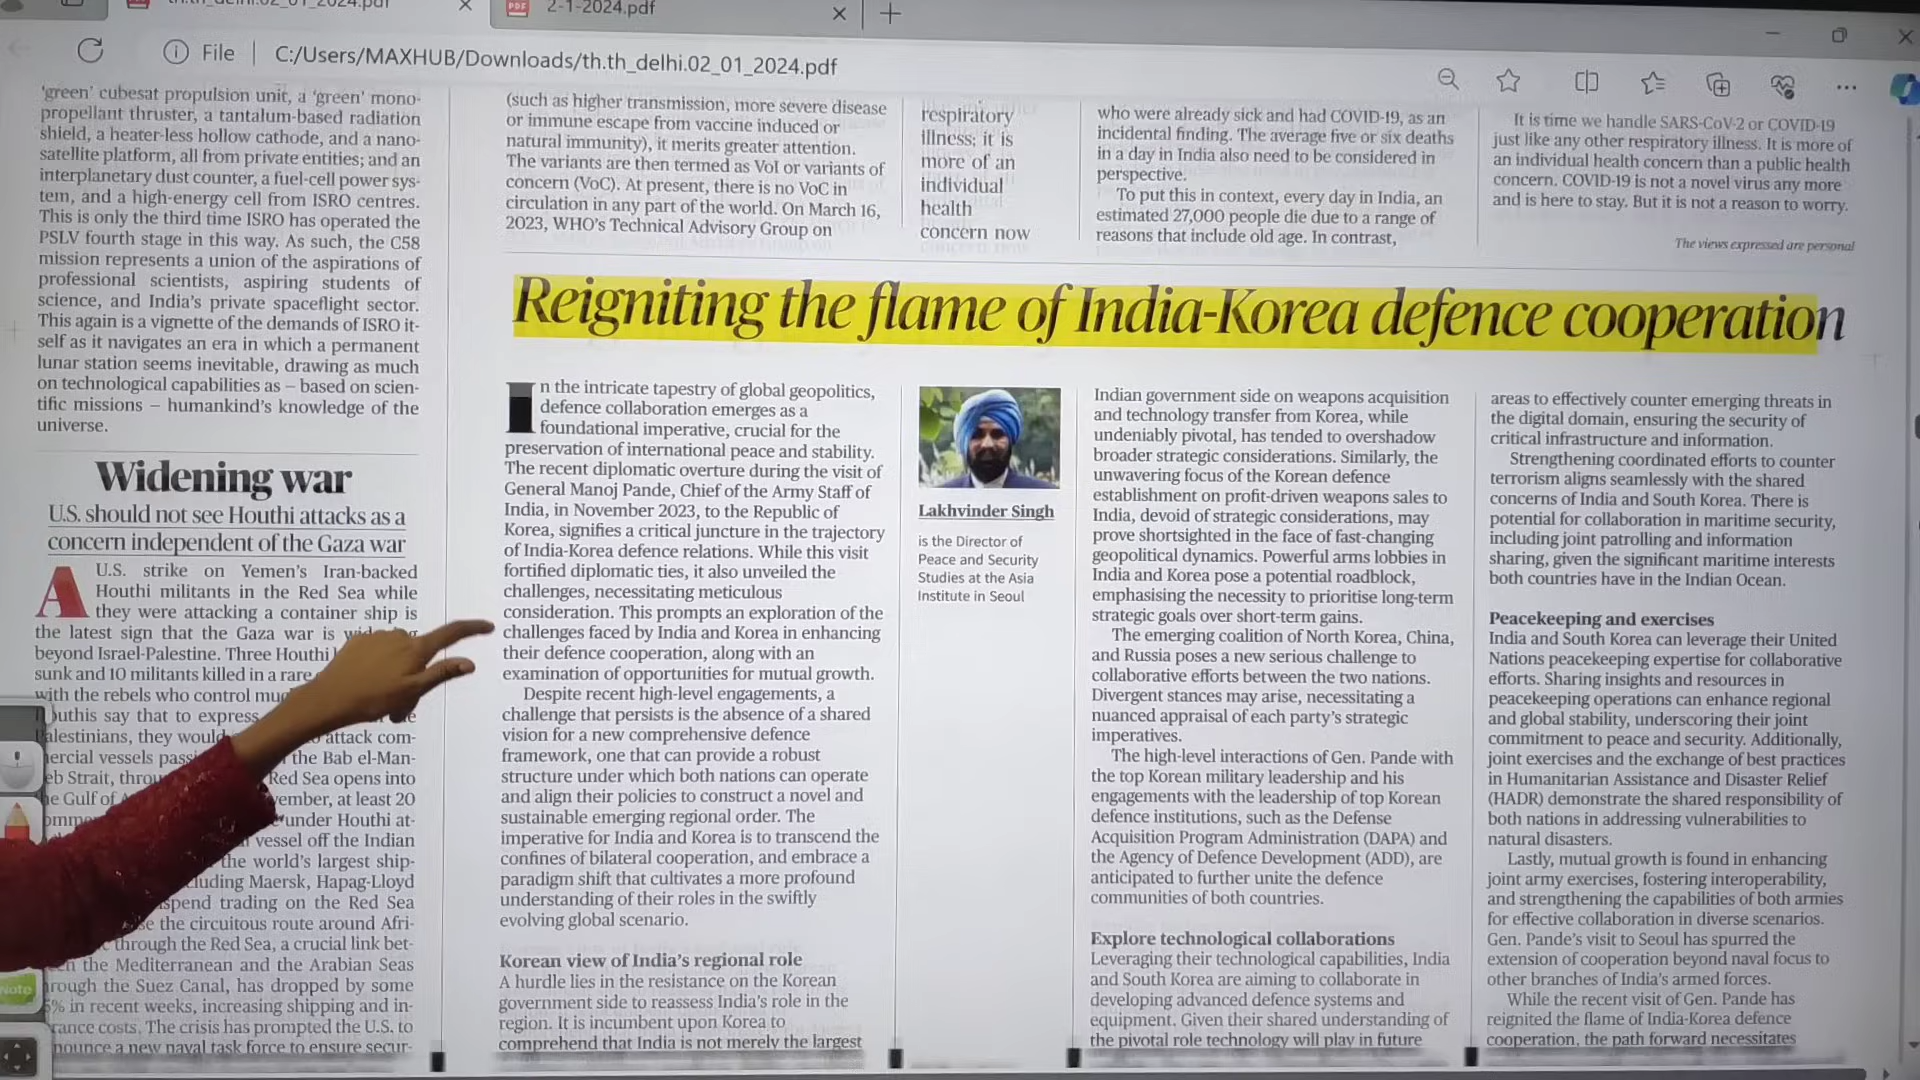 th.th_delhi.02_01_2024.pdf
2-1-2024.pdf
File
C:/Users/MAXHUB/Downloads/th.th_delhi.02_01_2024.pdf
‘green’ cubesat propulsion unit, a ‘green’ mono-
propellant thruster, a tantalum-based radiation
shield, a heater-less hollow cathode, and a nano-
satellite platform, all from private entities; and an
interplanetary dust counter, a fuel-cell power sys-
tem, and a high-energy cell from ISRO centres.
This is only the third time ISRO has operated the
PSLV fourth stage in this way. As such, the C58
mission represents a union of the aspirations of
professional scientists, aspiring students of
science, and India’s private spaceflight sector.
This again is a vignette of the demands of ISRO it-
self as it navigates an era in which a permanent
lunar station seems inevitable, drawing as much
on technological capabilities as – based on scien-
tific missions – humankind’s knowledge of the
universe.
Widening war
U.S. should not see Houthi attacks as a
concern independent of the Gaza war
A U.S. strike on Yemen’s Iran-backed
Houthi militants in the Red Sea while
they were attacking a container ship is
the latest sign that the Gaza war is
beyond Israel-Palestine. Three Houthi
sunk and 10 militants killed in a rare
with the rebels who control
say that to express
they would attack com-
vessels the Bab el-Man-
Strait, Red Sea opens into
Gulf of at least 20
under Houthi at-
vessel off the Indian
the world’s largest ship-
Maersk, Hapag-Lloyd
trading on the Red Sea
the circuitous route around Afri-
through the Red Sea, a crucial link bet-
the Mediterranean and the Arabian Seas
the Suez Canal, has dropped by some
in recent weeks, increasing shipping and in-
costs. The crisis has prompted the U.S. to
a new naval task force to ensure secur-
(such as higher transmission, more severe disease
or immune escape from vaccine induced or
natural immunity), it merits greater attention.
The variants are then termed as VoI or variants of
concern (VoC). At present, there is no VoC in
circulation in any part of the world. On March 16,
2023, WHO’s Technical Advisory Group on
respiratory
illness; it is
more of an
individual
health
concern now
who were already sick and had COVID-19, as an
incidental finding. The average five or six deaths
in a day in India also need to be considered in
perspective.
To put this in context, every day in India, an
estimated 27,000 people die due to a range of
reasons that include old age. In contrast,
It is time we handle SARS-CoV-2 or COVID-19
just like any other respiratory illness. It is more of
an individual health concern than a public health
concern. COVID-19 is not a novel virus any more
and is here to stay. But it is not a reason to worry.
The views expressed are personal
Reigniting the flame of India-Korea defence cooperation
In the intricate tapestry of global geopolitics,
defence collaboration emerges as a
foundational imperative, crucial for the
preservation of international peace and stability.
The recent diplomatic overture during the visit of
General Manoj Pande, Chief of the Army Staff of
India, in November 2023, to the Republic of
Korea, signifies a critical juncture in the trajectory
of India-Korea defence relations. While this visit
fortified diplomatic ties, it also unveiled the
challenges, necessitating meticulous
consideration. This prompts an exploration of the
challenges faced by India and Korea in enhancing
their defence cooperation, along with an
examination of opportunities for mutual growth.
Despite recent high-level engagements, a
challenge that persists is the absence of a shared
vision for a new comprehensive defence
framework, one that can provide a robust
structure under which both nations can operate
and align their policies to construct a novel and
sustainable emerging regional order. The
imperative for India and Korea is to transcend the
confines of bilateral cooperation, and embrace a
paradigm shift that cultivates a more profound
understanding of their roles in the swiftly
evolving global scenario.
Korean view of India’s regional role
A hurdle lies in the resistance on the Korean
government side to reassess India’s role in the
region. It is incumbent upon Korea to
comprehend that India is not merely the largest
Lakhvinder Singh
is the Director of
Peace and Security
Studies at the Asia
Institute in Seoul
Indian government side on weapons acquisition
and technology transfer from Korea, while
undeniably pivotal, has tended to overshadow
broader strategic considerations. Similarly, the
unwavering focus of the Korean defence
establishment on profit-driven weapons sales to
India, devoid of strategic considerations, may
prove shortsighted in the face of fast-changing
geopolitical dynamics. Powerful arms lobbies in
India and Korea pose a potential roadblock,
emphasising the necessity to prioritise long-term
strategic goals over short-term gains.
The emerging coalition of North Korea, China,
and Russia poses a new serious challenge to
collaborative efforts between the two nations.
Divergent stances may arise, necessitating a
nuanced appraisal of each party’s strategic
imperatives.
The high-level interactions of Gen. Pande with
the top Korean military leadership and his
engagements with the leadership of top Korean
defence institutions, such as the Defense
Acquisition Program Administration (DAPA) and
the Agency of Defence Development (ADD), are
anticipated to further unite the defence
communities of both countries.
Explore technological collaborations
Leveraging their technological capabilities, India
and South Korea are aiming to collaborate in
developing advanced defence systems and
equipment. Given their shared understanding of
the pivotal role technology will play in future
areas to effectively counter emerging threats in
the digital domain, ensuring the security of
critical infrastructure and information.
Strengthening coordinated efforts to counter
terrorism aligns seamlessly with the shared
concerns of India and South Korea. There is
potential for collaboration in maritime security,
including joint patrolling and information
sharing, given the significant maritime interests
both countries have in the Indian Ocean.
Peacekeeping and exercises
India and South Korea can leverage their United
Nations peacekeeping expertise for collaborative
efforts. Sharing insights and resources in
peacekeeping operations can enhance regional
and global stability, underscoring their joint
commitment to peace and security. Additionally,
joint exercises and the exchange of best practices
in Humanitarian Assistance and Disaster Relief
(HADR) demonstrate the shared responsibility of
both nations in addressing vulnerabilities to
natural disasters.
Lastly, mutual growth is found in enhancing
joint army exercises, fostering interoperability,
and strengthening the capabilities of both armies
for effective collaboration in diverse scenarios.
Gen. Pande’s visit to Seoul has spurred the
extension of cooperation beyond naval focus to
other branches of India’s armed forces.
While the recent visit of Gen. Pande has
reignited the flame of India-Korea defence
cooperation, the path forward necessitates
Note